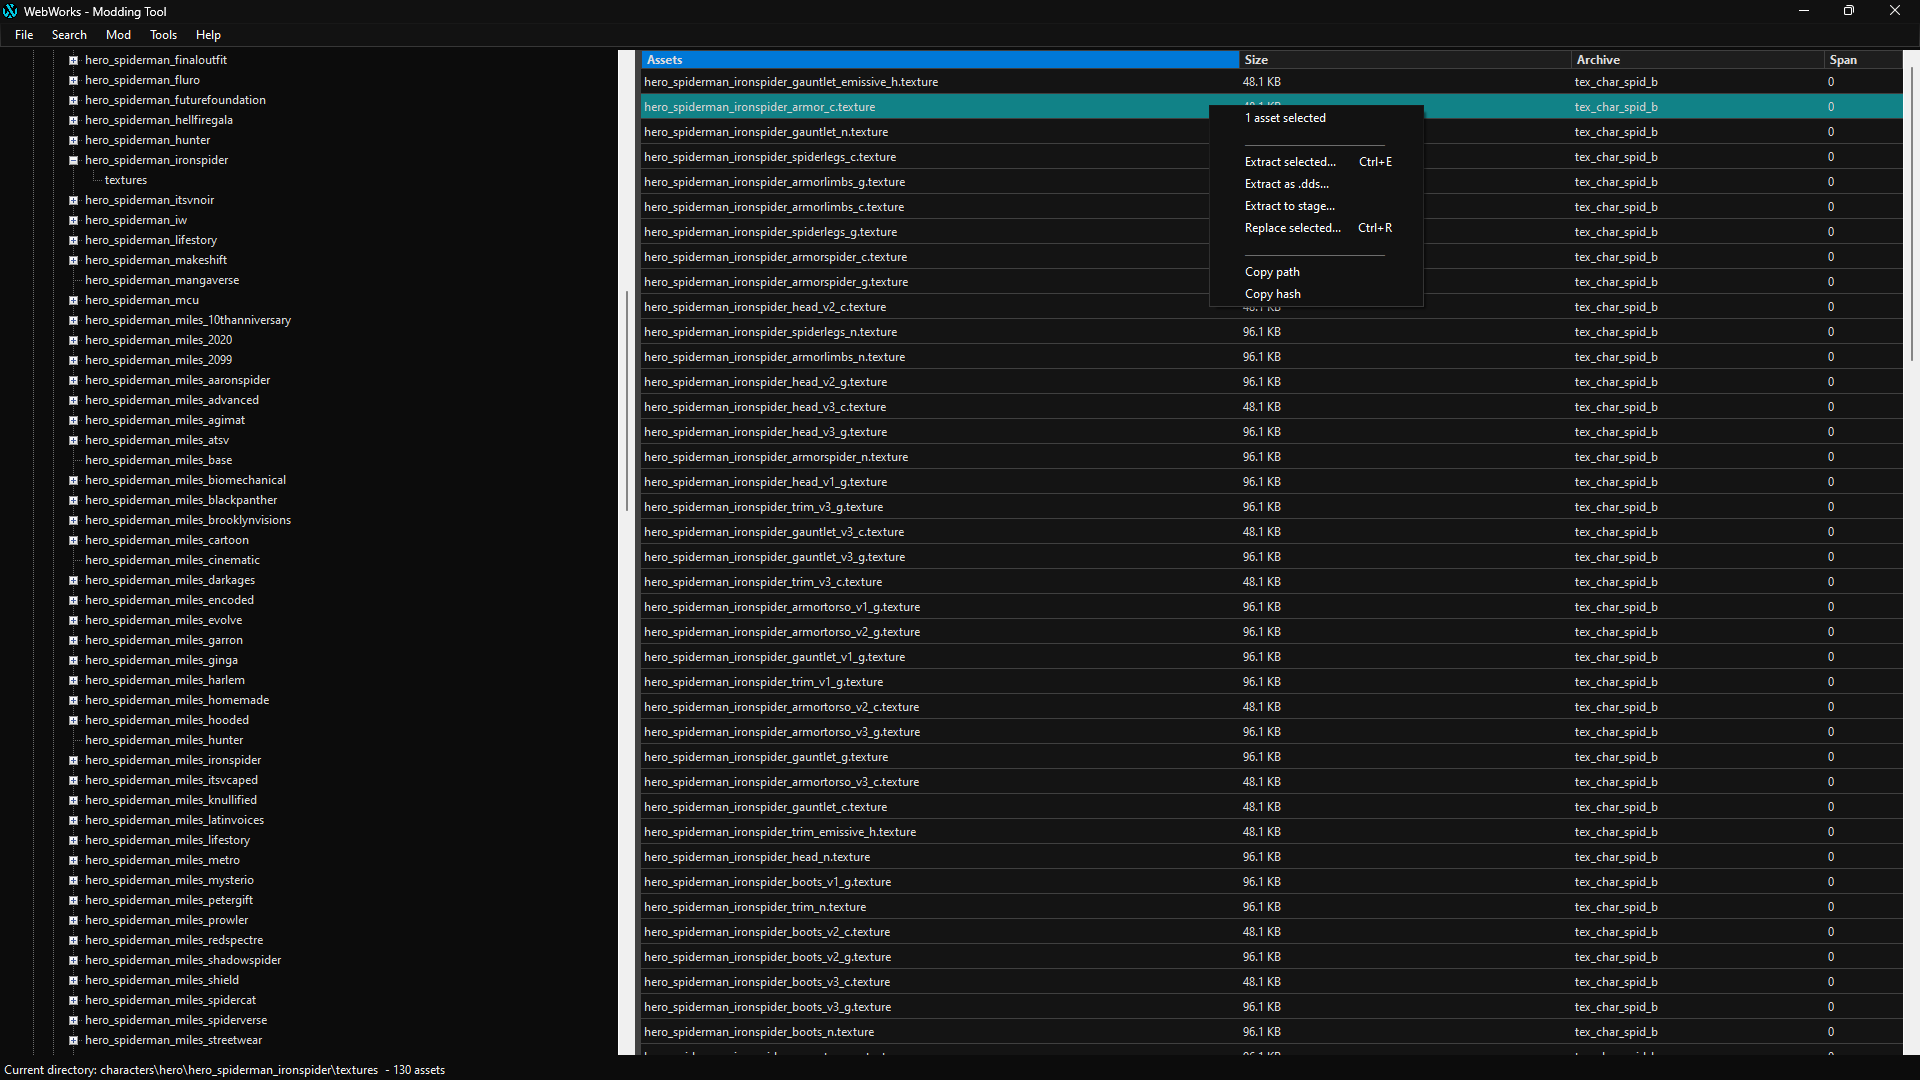 WebWorks - Modding Tool
File Search Mod Tools Help
hero_spiderman_finaloutfit
hero_spiderman_fluro
hero_spiderman_futurefoundation
hero_spiderman_hellfiregala
hero_spiderman_hunter
hero_spiderman_ironspider
textures
hero_spiderman_itsvnoir
hero_spiderman_iw
hero_spiderman_lifestory
hero_spiderman_makeshift
hero_spiderman_mangaverse
hero_spiderman_mcu
hero_spiderman_miles_10thanniversary
hero_spiderman_miles_2020
hero_spiderman_miles_2099
hero_spiderman_miles_aaronspider
hero_spiderman_miles_advanced
hero_spiderman_miles_agimat
hero_spiderman_miles_atsv
hero_spiderman_miles_base
hero_spiderman_miles_biomechanical
hero_spiderman_miles_blackpanther
hero_spiderman_miles_brooklynvisions
hero_spiderman_miles_cartoon
hero_spiderman_miles_cinematic
hero_spiderman_miles_darkages
hero_spiderman_miles_encoded
hero_spiderman_miles_evolve
hero_spiderman_miles_garron
hero_spiderman_miles_ginga
hero_spiderman_miles_harlem
hero_spiderman_miles_homemade
hero_spiderman_miles_hooded
hero_spiderman_miles_hunter
hero_spiderman_miles_ironspider
hero_spiderman_miles_itsvcaped
hero_spiderman_miles_knullified
hero_spiderman_miles_latinvoices
hero_spiderman_miles_lifestory
hero_spiderman_miles_metro
hero_spiderman_miles_mysterio
hero_spiderman_miles_petergift
hero_spiderman_miles_prowler
hero_spiderman_miles_redspectre
hero_spiderman_miles_shadowspider
hero_spiderman_miles_shield
hero_spiderman_miles_spidercat
hero_spiderman_miles_spiderverse
hero_spiderman_miles_streetwear
Assets Size Archive Span
hero_spiderman_ironspider_gauntlet_emissive_h.texture 48.1 KB tex_char_spid_b 0
hero_spiderman_ironspider_armor_c.texture tex_char_spid_b 0
hero_spiderman_ironspider_gauntlet_n.texture tex_char_spid_b 0
hero_spiderman_ironspider_spiderlegs_c.texture tex_char_spid_b 0
hero_spiderman_ironspider_armorlimbs_g.texture tex_char_spid_b 0
hero_spiderman_ironspider_armorlimbs_c.texture tex_char_spid_b 0
hero_spiderman_ironspider_spiderlegs_g.texture tex_char_spid_b 0
hero_spiderman_ironspider_armorspider_c.texture tex_char_spid_b 0
hero_spiderman_ironspider_armorspider_g.texture tex_char_spid_b 0
hero_spiderman_ironspider_head_v2_c.texture 48.1 KB tex_char_spid_b 0
hero_spiderman_ironspider_spiderlegs_n.texture 96.1 KB tex_char_spid_b 0
hero_spiderman_ironspider_armorlimbs_n.texture 96.1 KB tex_char_spid_b 0
hero_spiderman_ironspider_head_v2_g.texture 96.1 KB tex_char_spid_b 0
hero_spiderman_ironspider_head_v3_c.texture 48.1 KB tex_char_spid_b 0
hero_spiderman_ironspider_head_v3_g.texture 96.1 KB tex_char_spid_b 0
hero_spiderman_ironspider_armorspider_n.texture 96.1 KB tex_char_spid_b 0
hero_spiderman_ironspider_head_v1_g.texture 96.1 KB tex_char_spid_b 0
hero_spiderman_ironspider_trim_v3_g.texture 96.1 KB tex_char_spid_b 0
hero_spiderman_ironspider_gauntlet_v3_c.texture 48.1 KB tex_char_spid_b 0
hero_spiderman_ironspider_gauntlet_v3_g.texture 96.1 KB tex_char_spid_b 0
hero_spiderman_ironspider_trim_v3_c.texture 48.1 KB tex_char_spid_b 0
hero_spiderman_ironspider_armortorso_v1_g.texture 96.1 KB tex_char_spid_b 0
hero_spiderman_ironspider_armortorso_v2_g.texture 96.1 KB tex_char_spid_b 0
hero_spiderman_ironspider_gauntlet_v1_g.texture 96.1 KB tex_char_spid_b 0
hero_spiderman_ironspider_trim_v1_g.texture 96.1 KB tex_char_spid_b 0
hero_spiderman_ironspider_armortorso_v2_c.texture 48.1 KB tex_char_spid_b 0
hero_spiderman_ironspider_armortorso_v3_g.texture 96.1 KB tex_char_spid_b 0
hero_spiderman_ironspider_gauntlet_g.texture 96.1 KB tex_char_spid_b 0
hero_spiderman_ironspider_armortorso_v3_c.texture 48.1 KB tex_char_spid_b 0
hero_spiderman_ironspider_gauntlet_c.texture 48.1 KB tex_char_spid_b 0
hero_spiderman_ironspider_trim_emissive_h.texture 48.1 KB tex_char_spid_b 0
hero_spiderman_ironspider_head_n.texture 96.1 KB tex_char_spid_b 0
hero_spiderman_ironspider_boots_v1_g.texture 96.1 KB tex_char_spid_b 0
hero_spiderman_ironspider_trim_n.texture 96.1 KB tex_char_spid_b 0
hero_spiderman_ironspider_boots_v2_c.texture 48.1 KB tex_char_spid_b 0
hero_spiderman_ironspider_boots_v2_g.texture 96.1 KB tex_char_spid_b 0
hero_spiderman_ironspider_boots_v3_c.texture 48.1 KB tex_char_spid_b 0
hero_spiderman_ironspider_boots_v3_g.texture 96.1 KB tex_char_spid_b 0
hero_spiderman_ironspider_boots_n.texture 96.1 KB tex_char_spid_b 0
1 asset selected
Extract selected... Ctrl+E
Extract as .dds...
Extract to stage...
Replace selected... Ctrl+R
Copy path
Copy hash
Current directory: characters\hero\hero_spiderman_ironspider\textures - 130 assets